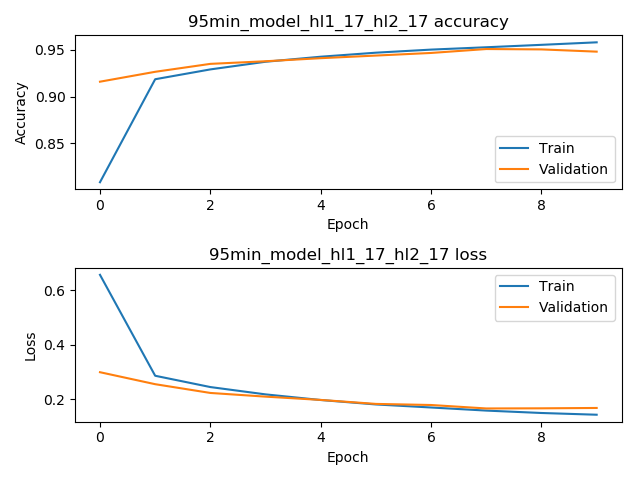 95min_model_hl1_17_hl2_17 accuracy
0.95
0.90
0.85
Accuracy
Train
Validation
0 2 4 6 8
Epoch
95min_model_hl1_17_hl2_17 loss
0.6
0.4
0.2
Loss
Train
Validation
0 2 4 6 8
Epoch